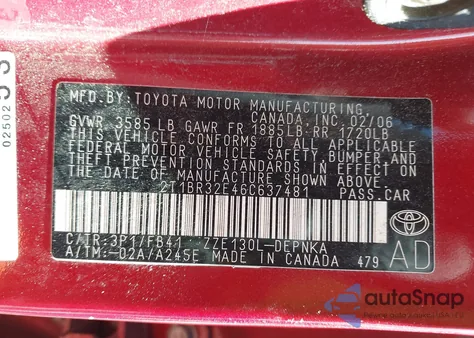 MFD.BY:TOYOTA MOTOR MANUFACTURING
CANADA,INC. 02/06
GVWR 3585 LB GAWR FR 1885LB:RR 1720LB
THIS VEHICLE CONFORMS TO ALL APPLICABLE
FEDERAL MOTOR VEHICLE SAFETY, BUMPER, AND
THEFT PREVENTION STANDARDS IN EFFECT ON
THE DATE OF MANUFACTURE SHOWN ABOVE.
2T1BR32E46C637481 PASS.CAR
C/TR:3P1/FB41 ZZE130L-DEPNKA
A/TM:-02A/A245E MADE IN CANADA 479
AD
02502
autoSnap